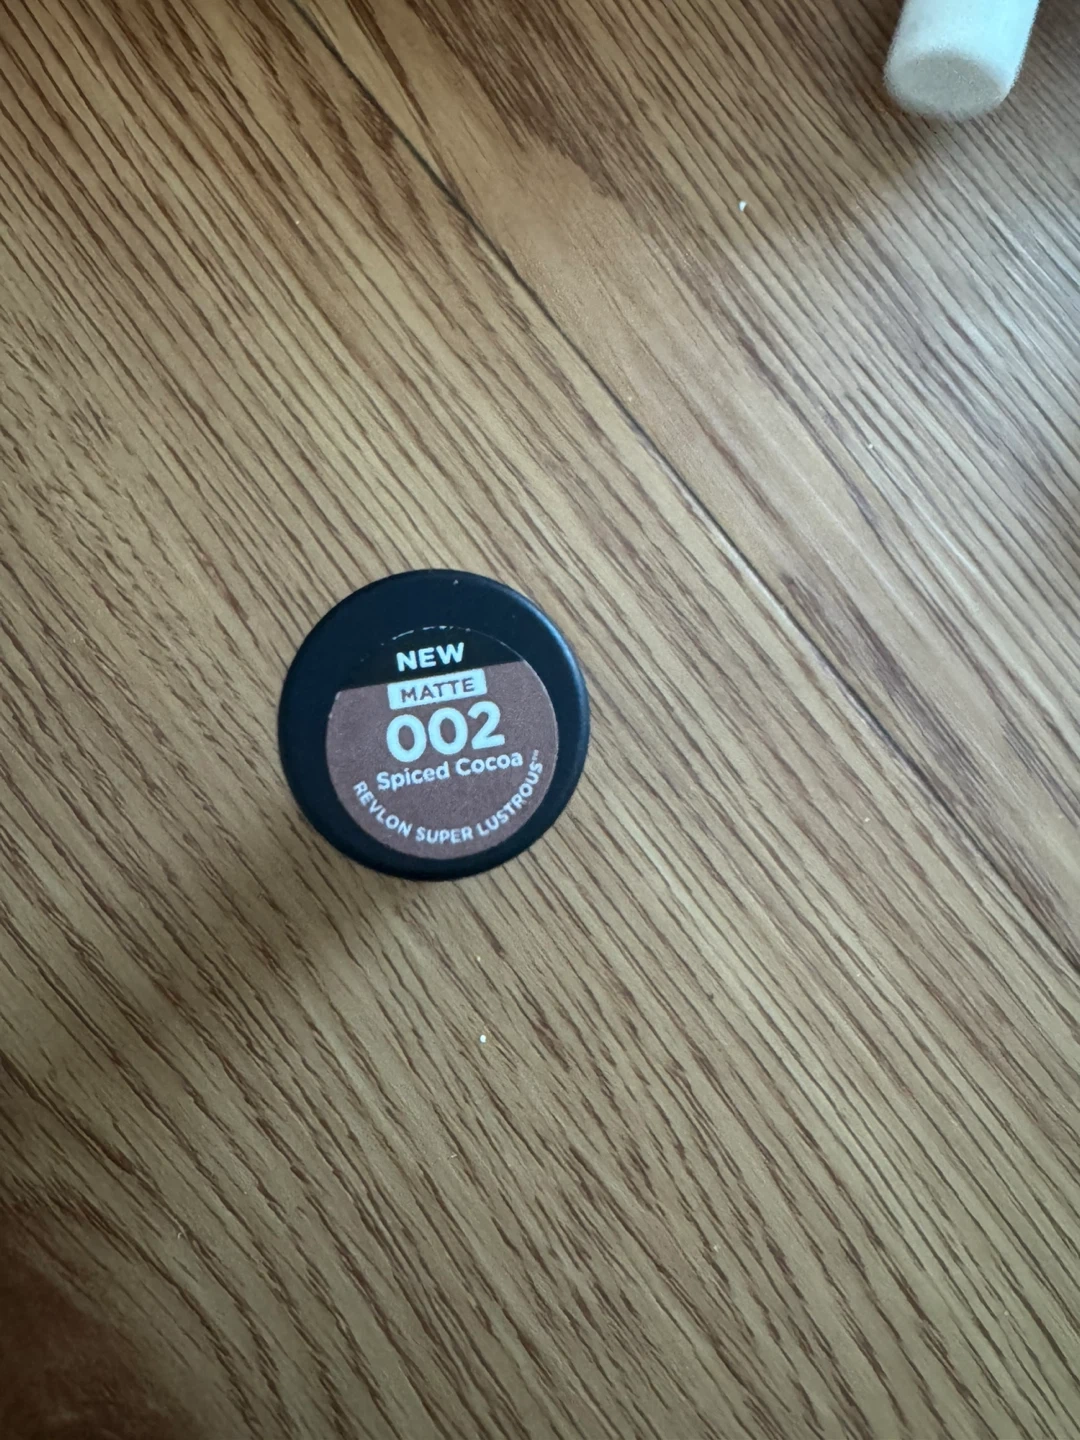 NEW
MATTE
002
Spiced Cocoa
REVLON SUPER LUSTROUS™